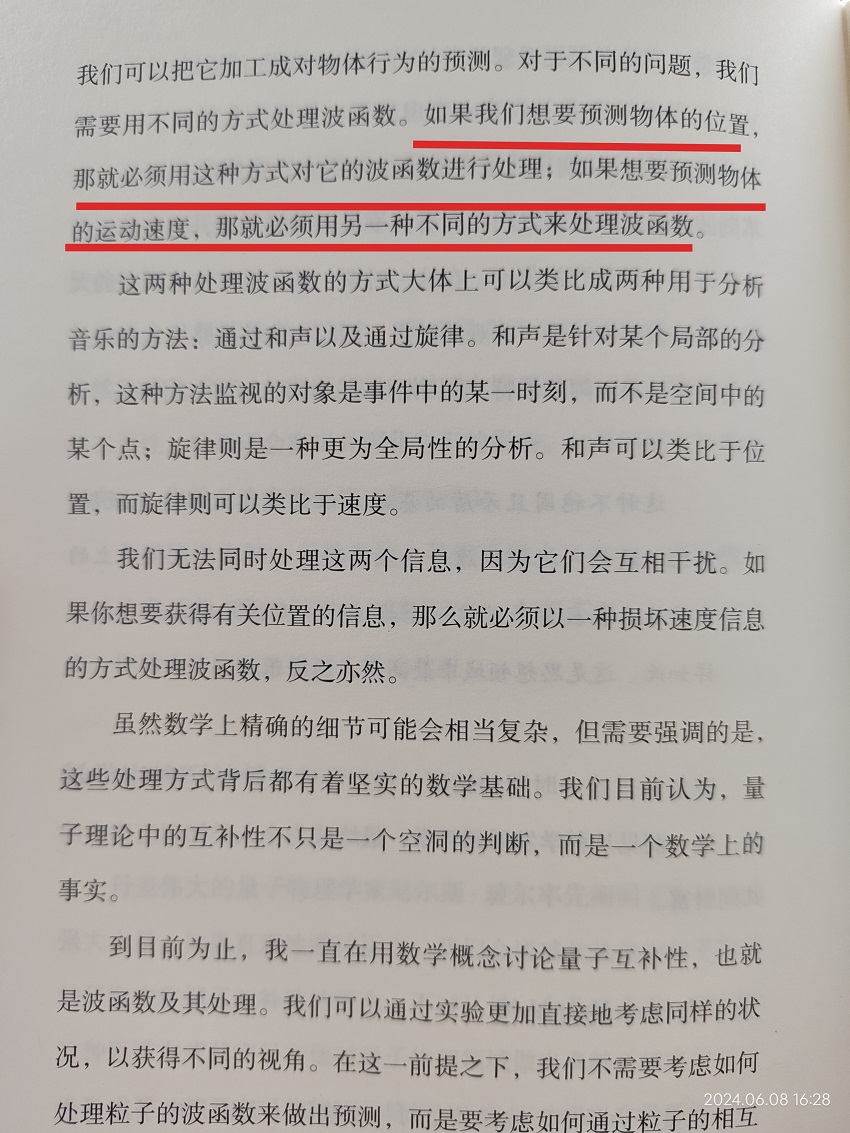 我们可以把它加工成对物体行为的预测。对于不同的问题，我们
需要用不同的方式处理波函数。如果我们想要预测物体的位置，
那就必须用这种方式对它的波函数进行处理；如果想要预测物体
的运动速度，那就必须用另一种不同的方式来处理波函数。
这两种处理波函数的方式大体上可以类比成两种用于分析
音乐的方法：通过和声以及通过旋律。和声是针对某个局部的分
析，这种方法监视的对象是事件中的某一时刻，而不是空间中的
某个点；旋律则是一种更为全局性的分析。和声可以类比于位
置，而旋律则可以类比于速度。
我们无法同时处理这两个信息，因为它们会互相干扰。如
果你想要获得有关位置的信息，那么就必须以一种损坏速度信息
的方式处理波函数，反之亦然。
虽然数学上精确的细节可能会相当复杂，但需要强调的是，
这些处理方式背后都有着坚实的数学基础。我们目前认为，量
子理论中的互补性不只是一个空洞的判断，而是一个数学上的
事实。
到目前为止，我一直在用数学概念讨论量子互补性，也就
是波函数及其处理。我们可以通过实验更加直接地考虑同样的状
况，以获得不同的视角。在这一前提之下，我们不需要考虑如何
处理粒子的波函数来做出预测，而是要考虑如何通过粒子的相互
2024.06.08 16:28